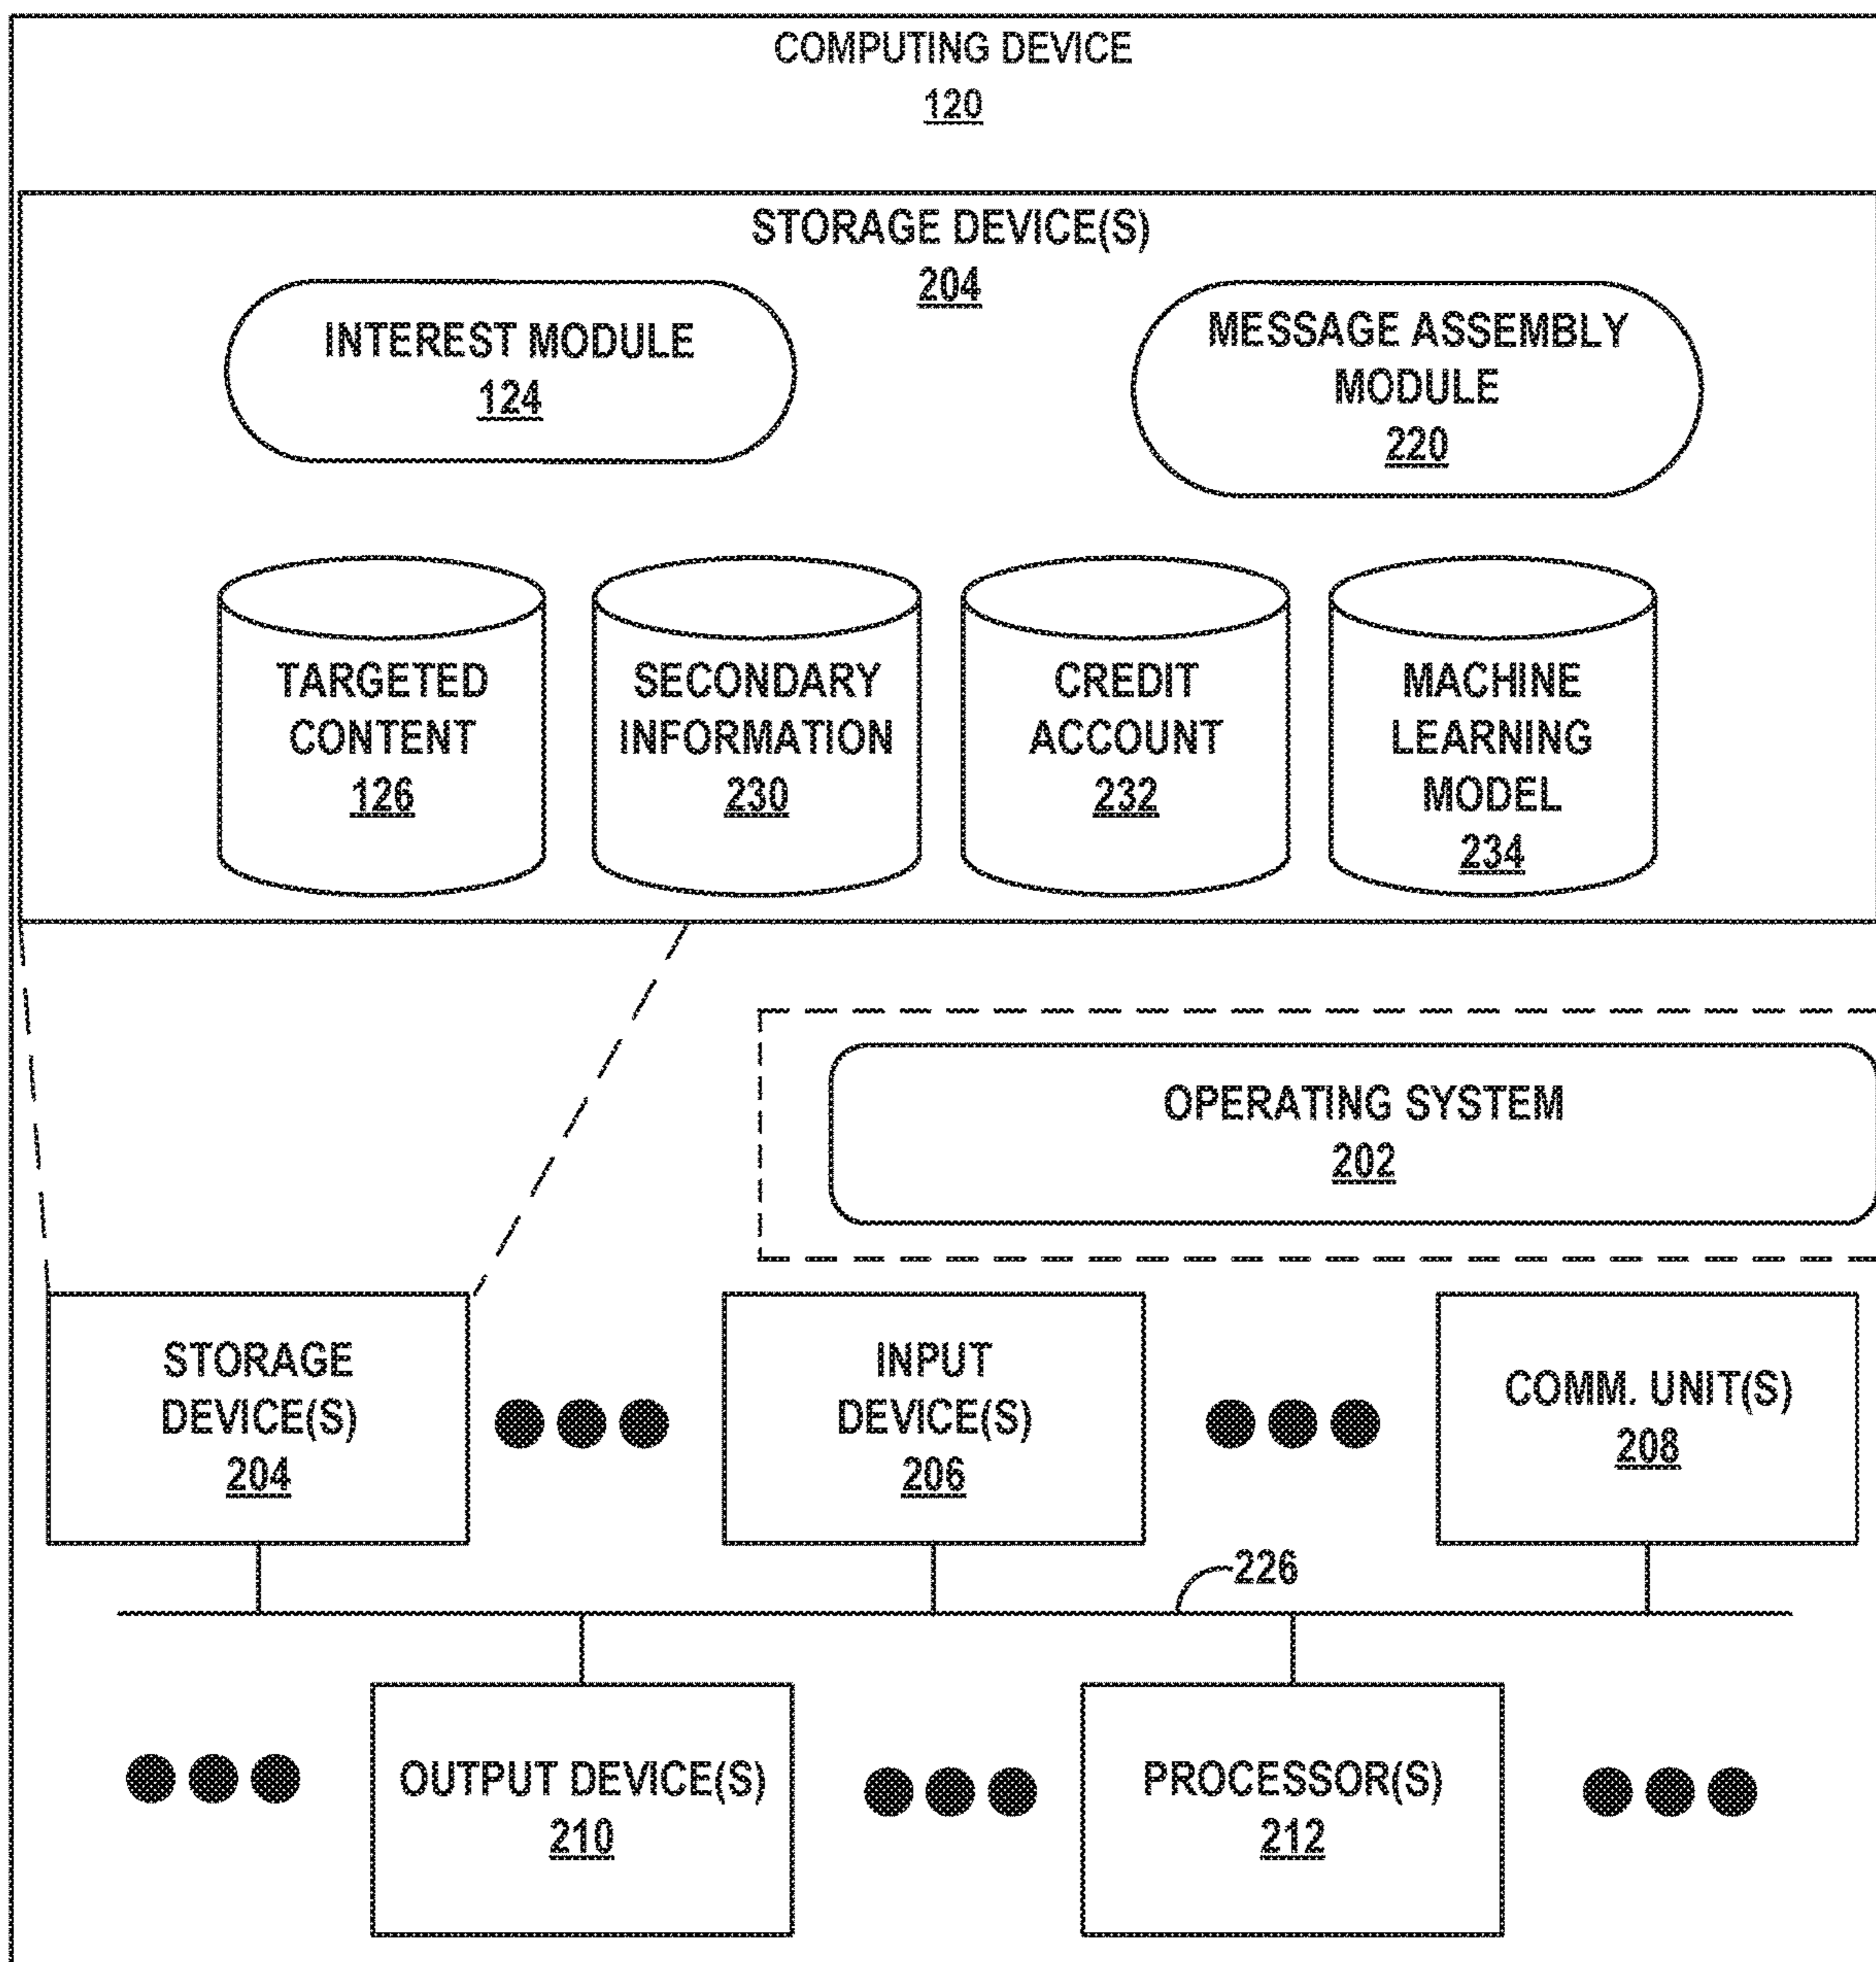 COMPUTING DEVICE
120
STORAGE DEVICE(S)
204
INTEREST MODULE
124
MESSAGE ASSEMBLY
MODULE
220
TARGETED
CONTENT
126
SECONDARY
INFORMATION
230
CREDIT
ACCOUNT
232
MACHINE
LEARNING
MODEL
234
OPERATING SYSTEM
202
STORAGE
DEVICE(S)
204
INPUT
DEVICE(S)
206
COMM. UNIT(S)
208
226
OUTPUT DEVICE(S)
210
PROCESSOR(S)
212